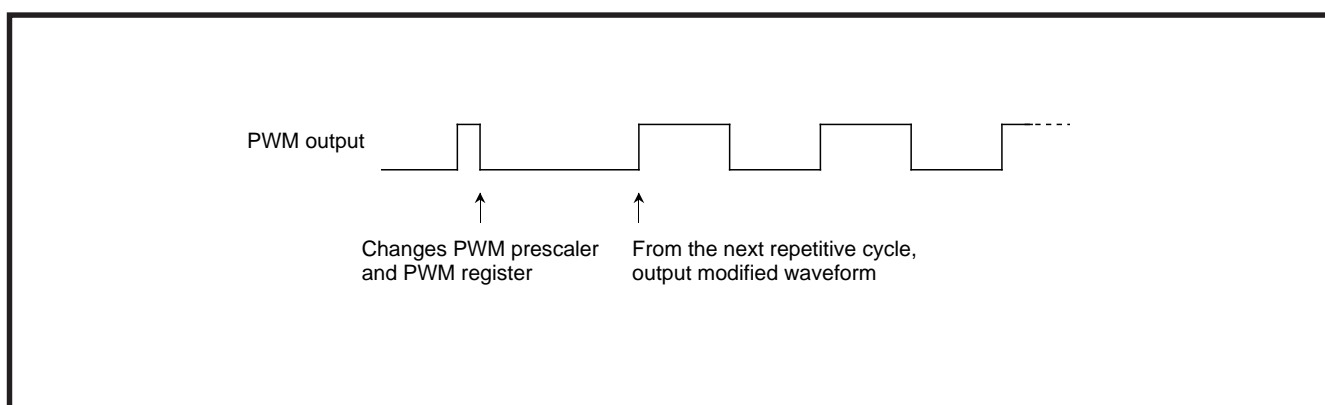 PWM output
Changes PWM prescaler
and PWM register
From the next repetitive cycle,
output modified waveform